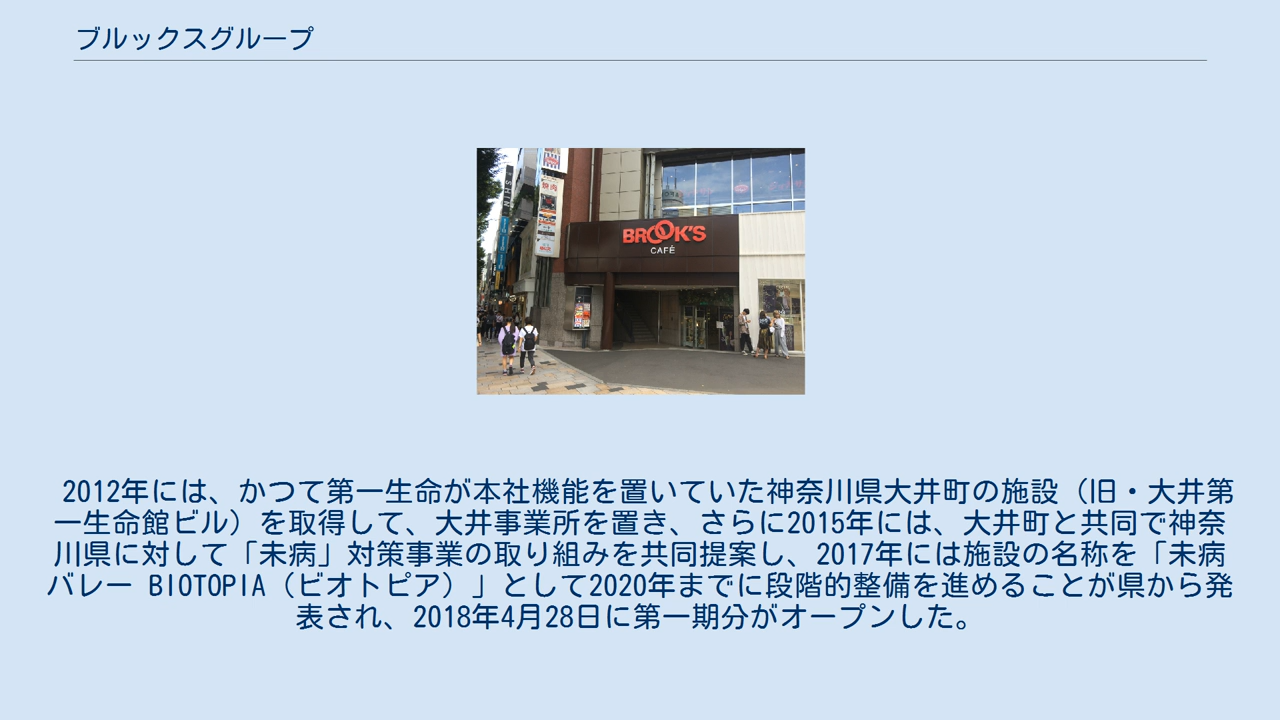 ブルックスグループ
焼肉
BROOK'S
CAFÉ
2012年には、かつて第一生命が本社機能を置いていた神奈川県大井町の施設（旧・大井第
一生命館ビル）を取得して、大井事業所を置き、さらに2015年には、大井町と共同で神奈
川県に対して「未病」対策事業の取り組みを共同提案し、2017年には施設の名称を「未病
バレー BIOTOPIA（ビオトピア）」として2020年までに段階的整備を進めることが県から発
表され、2018年4月28日に第一期分がオープンした。